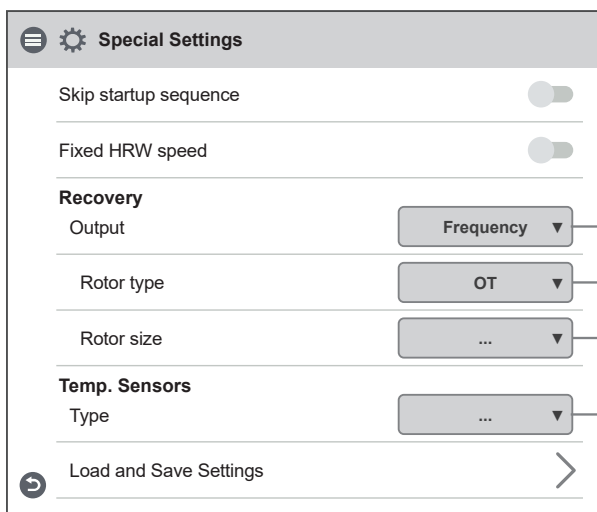 Special Settings
Skip startup sequence
Fixed HRW speed
Recovery
Output Frequency ▼
Rotor type OT ▼
Rotor size ... ▼
Temp. Sensors
Type ... ▼
Load and Save Settings